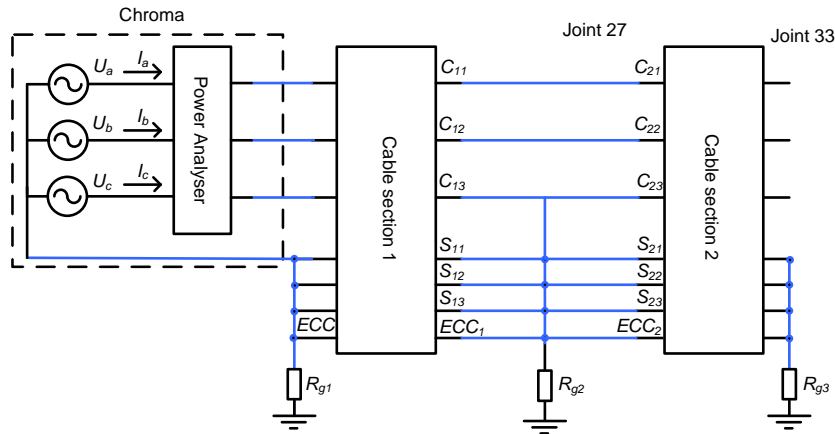 Chroma
Joint 27
Joint 33
Ua
Ia
Ub
Ib
Uc
Ic
Power Analyser
Cable section 1
C11
C12
C13
S11
S12
S13
ECC
ECC1
C21
C22
C23
S21
S22
S23
ECC2
Cable section 2
Rg1
Rg2
Rg3